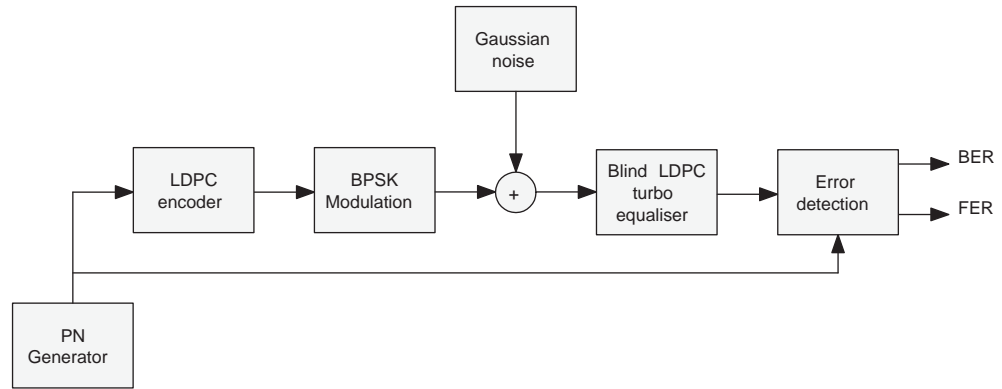 Gaussian
noise
LDPC
encoder
BPSK
Modulation
+
Blind LDPC
turbo
equaliser
Error
detection
BER
FER
PN
Generator